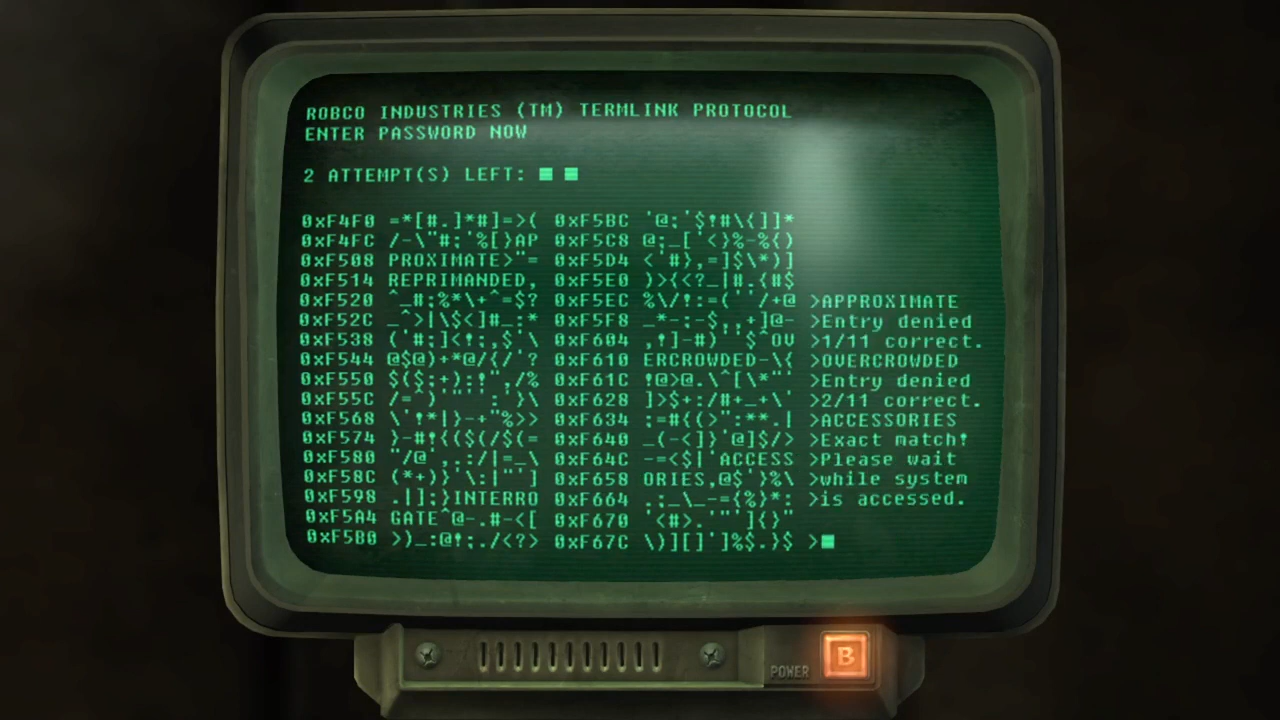 ROBCO INDUSTRIES (TM) TERMLINK PROTOCOL
ENTER PASSWORD NOW
2 ATTEMPT(S) LEFT: ■ ■
0xF4F0 =*[#.]*#]=>( 0xF5BC '@;'$!#\{]]*
0xF4FC /-\"#;'%[}AP 0xF5C8 @;_['<}%-%{)
0xF508 PROXIMATE>"= 0xF5D4 <'#},=]$\*)]
0xF514 REPRIMANDED, 0xF5E0 )>{<?_|#.{#$
0xF520 ^_#;%*\+^=$? 0xF5EC %\/!:=(''/+@ >APPROXIMATE
0xF52C _^>|\$<]#_:* 0xF5F8 _*-;-$,,+]@- >Entry denied
0xF538 ('#:]<!:,$'\ 0xF604 ,!]-#)''$^OV >1/11 correct.
0xF544 @$@)+*@/{/'? 0xF610 ERCROWDED-\{ >OVERCROWDED
0xF550 $($;+):!",/% 0xF61C !@>@.\^[\*"' >Entry denied
0xF55C /=^)'"'':'}\ 0xF628 ]>$+:/#+_+\' >2/11 correct.
0xF568 \'!*|}-+"%>> 0xF634 ;=#{(>":**.| >ACCESSORIES
0xF574 }-#!{($(/$(= 0xF640 _(-<]}'@]$/> >Exact match!
0xF580 "/@',.:/|=_\ 0xF64C -=<$|'ACCESS >Please wait
0xF58C (*+)}'\:|"'] 0xF658 ORIES,@$'}%\ >while system
0xF598 .|];}INTERRO 0xF664 .;_\_-={%}*: >is accessed.
0xF5A4 GATE^@-.#-<[ 0xF670 '<#>.'"']{}"
0xF5B0 >)_:@!;./<?> 0xF67C \)][]']%$.}$ >■
POWER
B